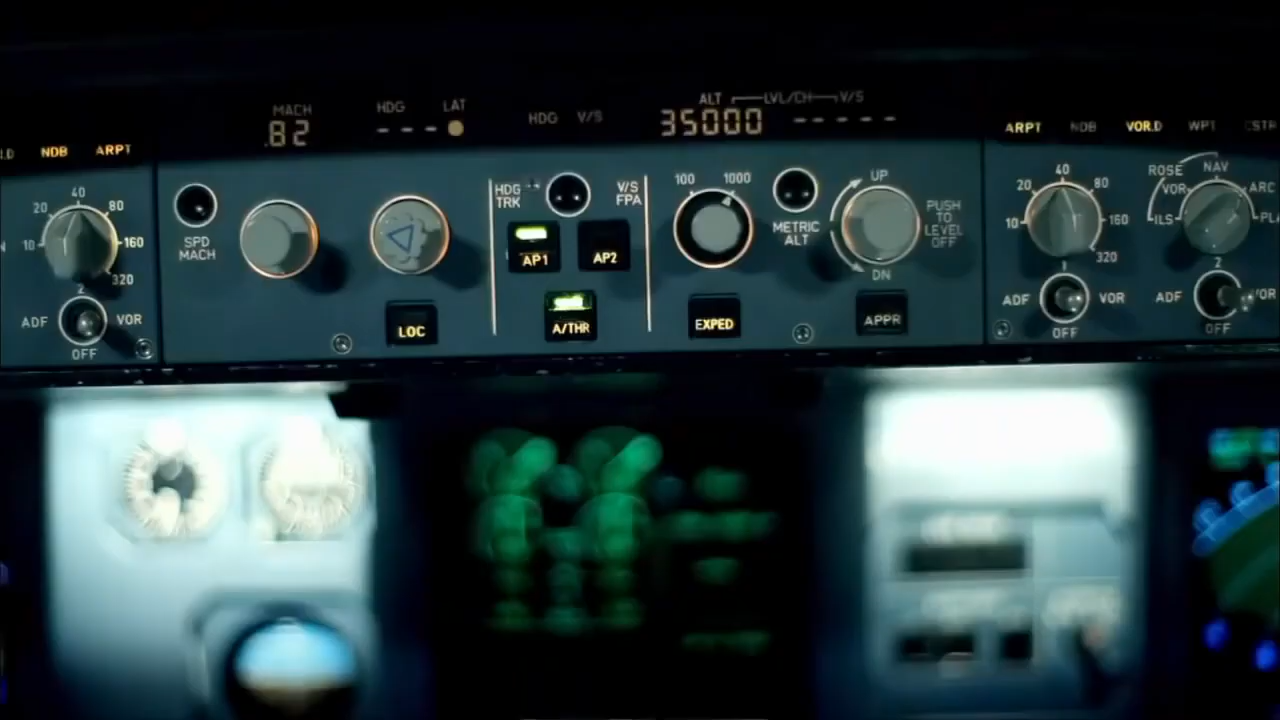 MACH HDG LAT HDG V/S ALT LVL/CH V/S
.82 - - - 35000 - - - - -
NDB ARPT
ARPT NDB VOR.D WPT CSTR
10 20 40 80 160 320
ADF VOR
2
OFF
SPD
MACH
LOC
HDG
TRK
V/S
FPA
AP1 AP2
A/THR
100 1000
METRIC
ALT
EXPED
UP
DN
PUSH
TO
LEVEL
OFF
APPR
10 20 40 80 160 320
1
ADF VOR
OFF
ROSE NAV
ILS VOR ARC
2
ADF VOR
OFF